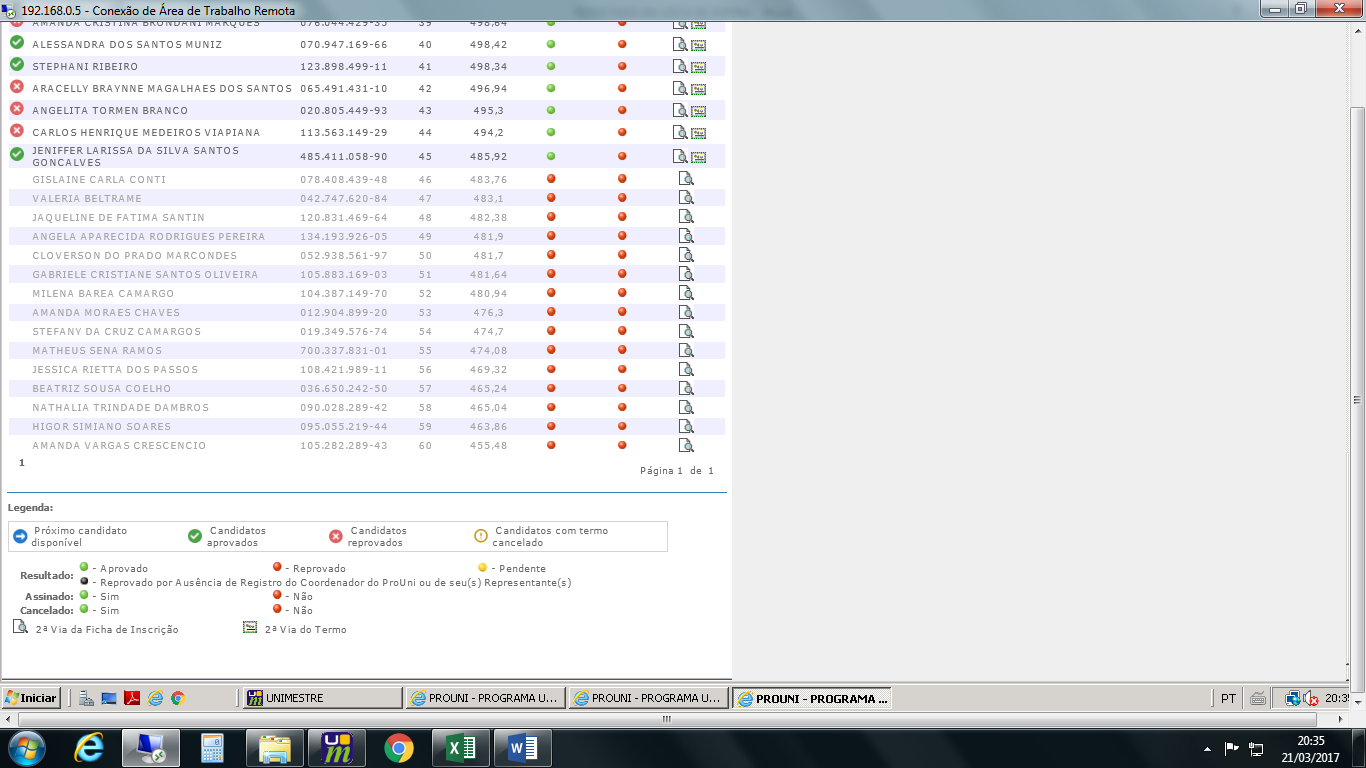 192.168.0.5 - Conexão de Área de Trabalho Remota
AMANDA CRISTINA BRONDANI MARQUES 076.044.429-35 39 498,64
ALESSANDRA DOS SANTOS MUNIZ 070.947.169-66 40 498,42
STEPHANI RIBEIRO 123.898.499-11 41 498,34
ARACELLY BRAYNNE MAGALHAES DOS SANTOS 065.491.431-10 42 496,94
ANGELITA TORMEN BRANCO 020.805.449-93 43 495,3
CARLOS HENRIQUE MEDEIROS VIAPIANA 113.563.149-29 44 494,2
JENIFFER LARISSA DA SILVA SANTOS
GONCALVES 485.411.058-90 45 485,92
GISLAINE CARLA CONTI 078.408.439-48 46 483,76
VALERIA BELTRAME 042.747.620-84 47 483,1
JAQUELINE DE FATIMA SANTIN 120.831.469-64 48 482,38
ANGELA APARECIDA RODRIGUES PEREIRA 134.193.926-05 49 481,9
CLOVERSON DO PRADO MARCONDES 052.938.561-97 50 481,7
GABRIELE CRISTIANE SANTOS OLIVEIRA 105.883.169-03 51 481,64
MILENA BAREA CAMARGO 104.387.149-70 52 480,94
AMANDA MORAES CHAVES 012.904.899-20 53 476,3
STEFANY DA CRUZ CAMARGOS 019.349.576-74 54 474,7
MATHEUS SENA RAMOS 700.337.831-01 55 474,08
JESSICA RIETTA DOS PASSOS 108.421.989-11 56 469,32
BEATRIZ SOUSA COELHO 036.650.242-50 57 465,24
NATHALIA TRINDADE DAMBROS 090.028.289-42 58 465,04
HIGOR SIMIANO SOARES 095.055.219-44 59 463,86
AMANDA VARGAS CRESCENCIO 105.282.289-43 60 455,48
1
Página 1 de 1
Legenda:
Próximo candidato
disponível
Candidatos
aprovados
Candidatos
reprovados
Candidatos com termo
cancelado
Resultado: - Aprovado - Reprovado - Pendente
- Reprovado por Ausência de Registro do Coordenador do ProUni ou de seu(s) Representante(s)
Assinado: - Sim - Não
Cancelado: - Sim - Não
2ª Via da Ficha de Inscrição 2ª Via do Termo
Iniciar UNIMESTRE PROUNI - PROGRAMA U... PROUNI - PROGRAMA U... PROUNI - PROGRAMA ... PT 20:35
20:35
21/03/2017